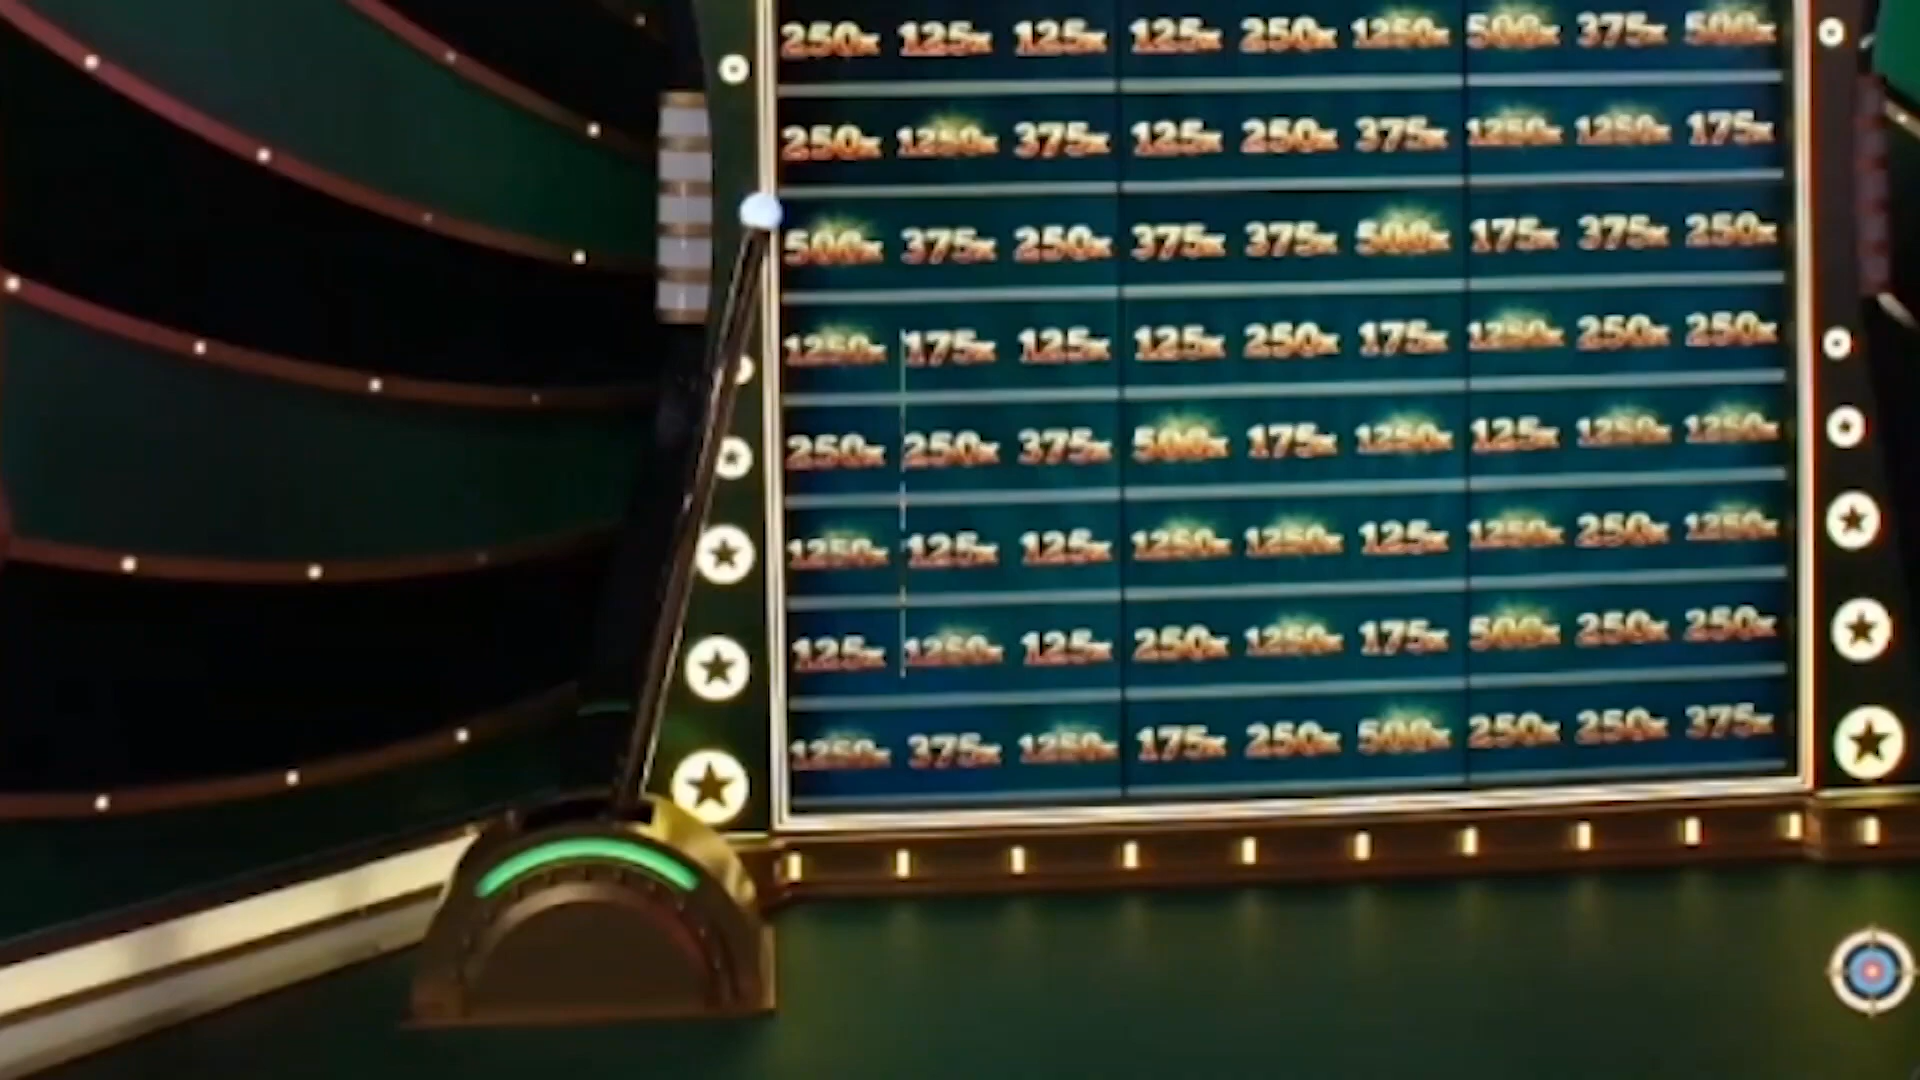 250x 125x 125x 125x 250x 1250x 500x 375x 500x
250x 1250x 375x 125x 250x 375x 1250x 1250x 175x
500x 375x 250x 375x 375x 500x 175x 375x 250x
1250x 175x 125x 125x 250x 175x 1250x 250x 250x
250x 250x 375x 500x 175x 1250x 125x 1250x 1250x
1250x 125x 125x 1250x 1250x 125x 1250x 250x 1250x
125x 1250x 125x 250x 1250x 175x 500x 250x 250x
1250x 375x 1250x 175x 250x 500x 250x 250x 375x